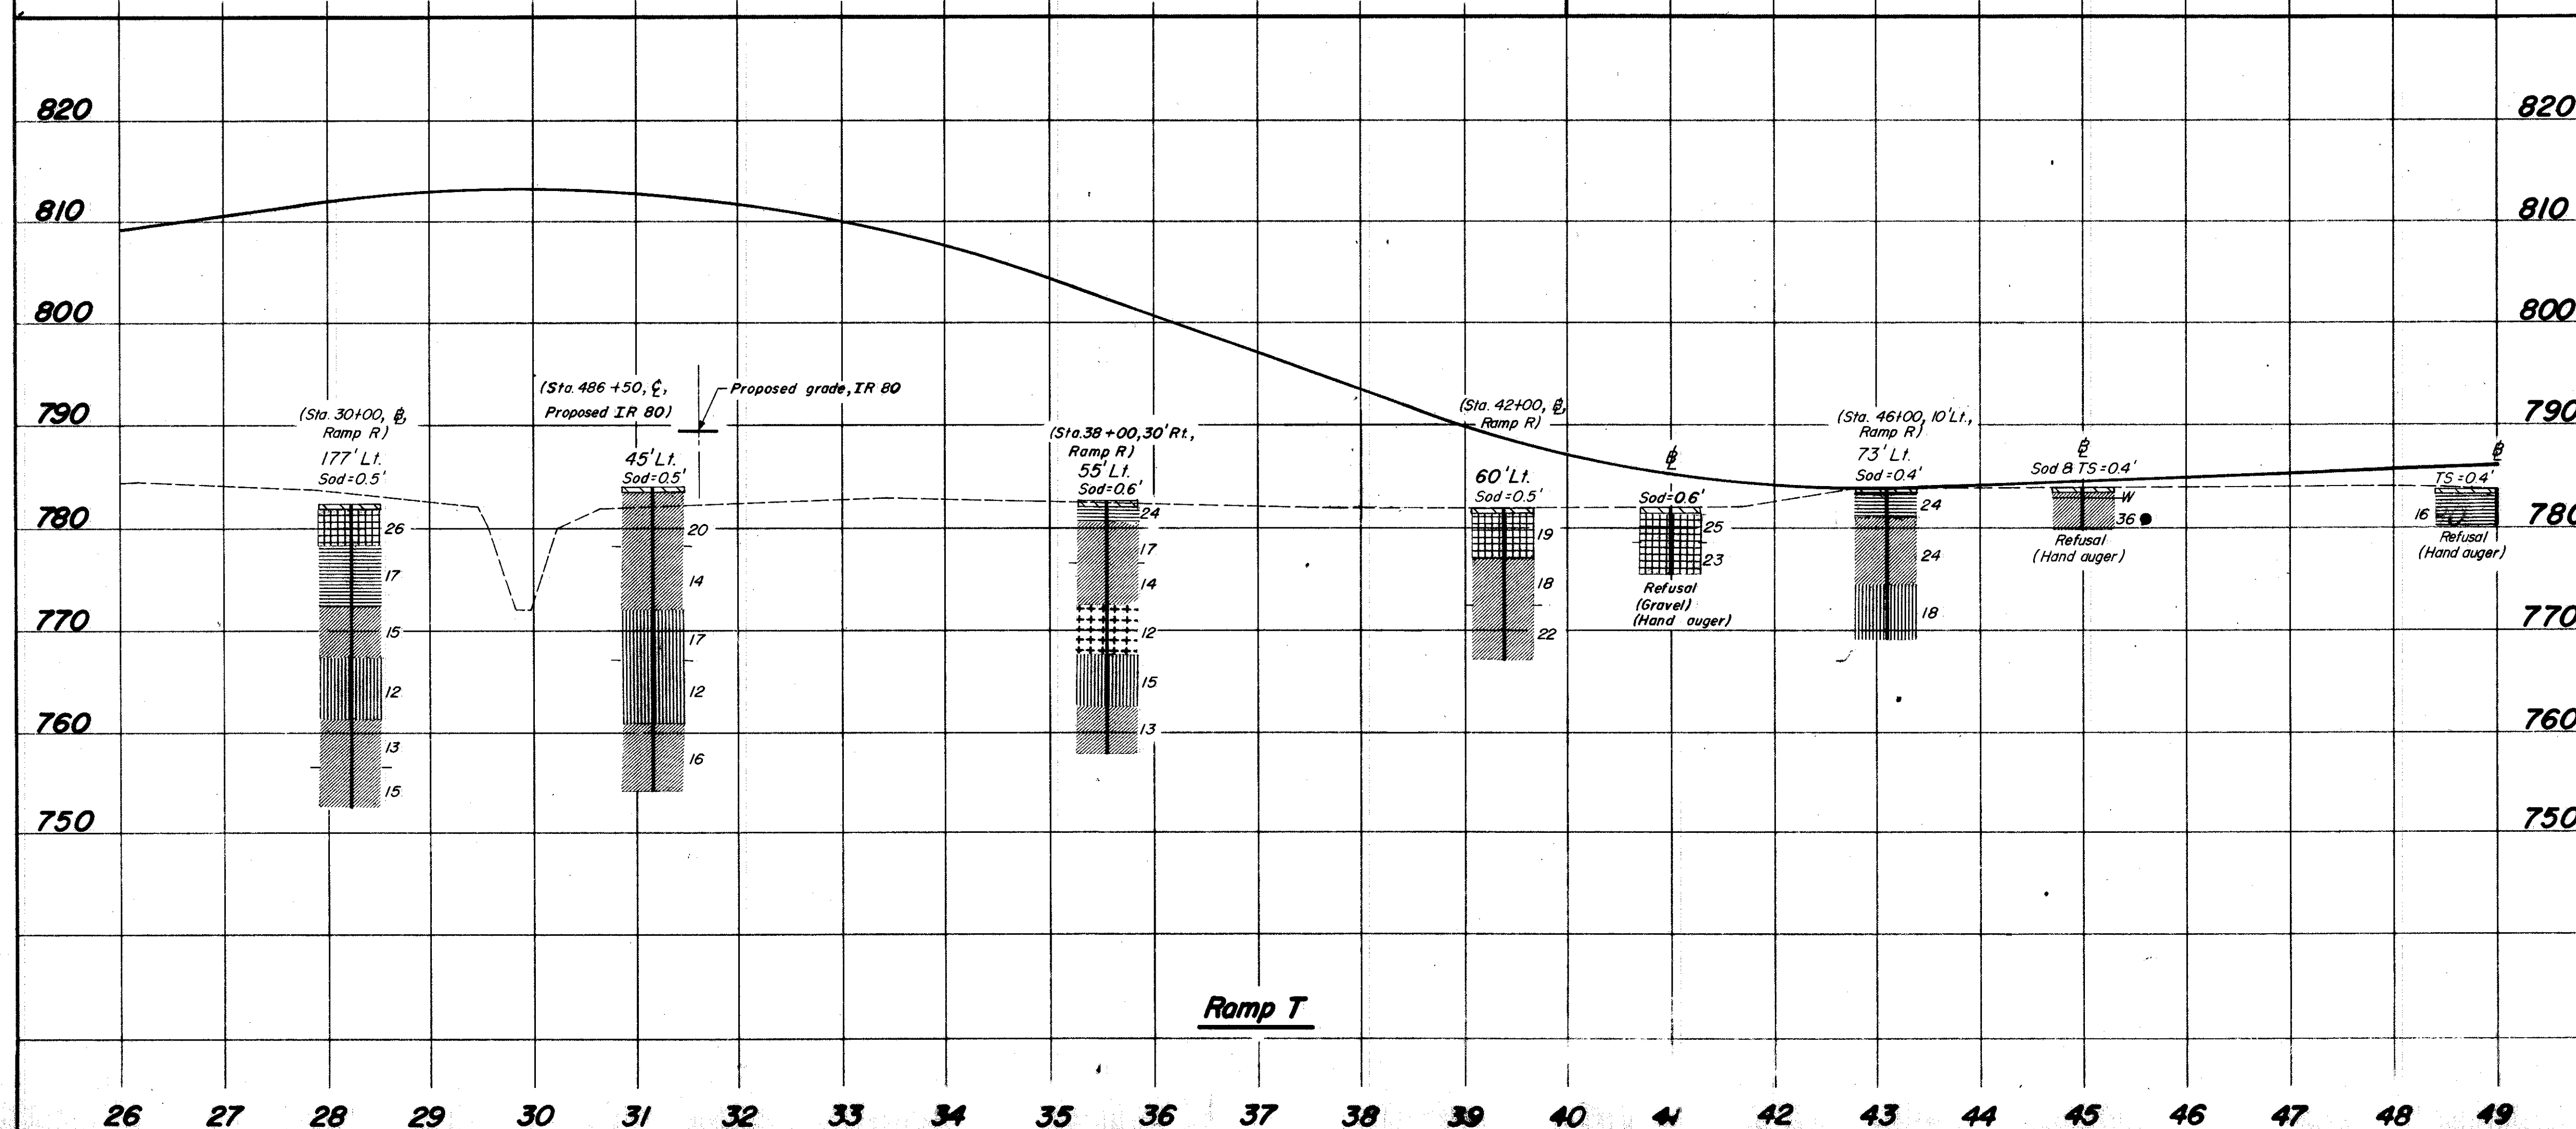 820
820
810
810
800
800
790
790
780
780
770
770
760
760
750
750
(Sta. 30+00, ℄,
Ramp R)
177' Lt.
Sod=0.5'
26
17
15
12
13
15
(Sta. 486+50, ℄,
Proposed IR 80)
Proposed grade, IR 80
45' Lt.
Sod=0.5'
20
14
17
12
16
(Sta.38+00,30' Rt.,
Ramp R)
55' Lt.
Sod=0.6'
24
17
14
12
15
13
(Sta. 42+00, ℄,
Ramp R)
60' Lt.
Sod=0.5'
19
18
22
℄
Sod=0.6'
25
23
Refusal
(Gravel)
(Hand auger)
(Sta. 46+00, 10' Lt.,
Ramp R)
73' Lt.
Sod=0.4'
24
24
18
℄
Sod & TS=0.4'
W
36
Refusal
(Hand auger)
℄
TS=0.4'
16
Refusal
(Hand auger)
Ramp T
26 27 28 29 30 31 32 33 34 35 36 37 38 39 40 41 42 43 44 45 46 47 48 49